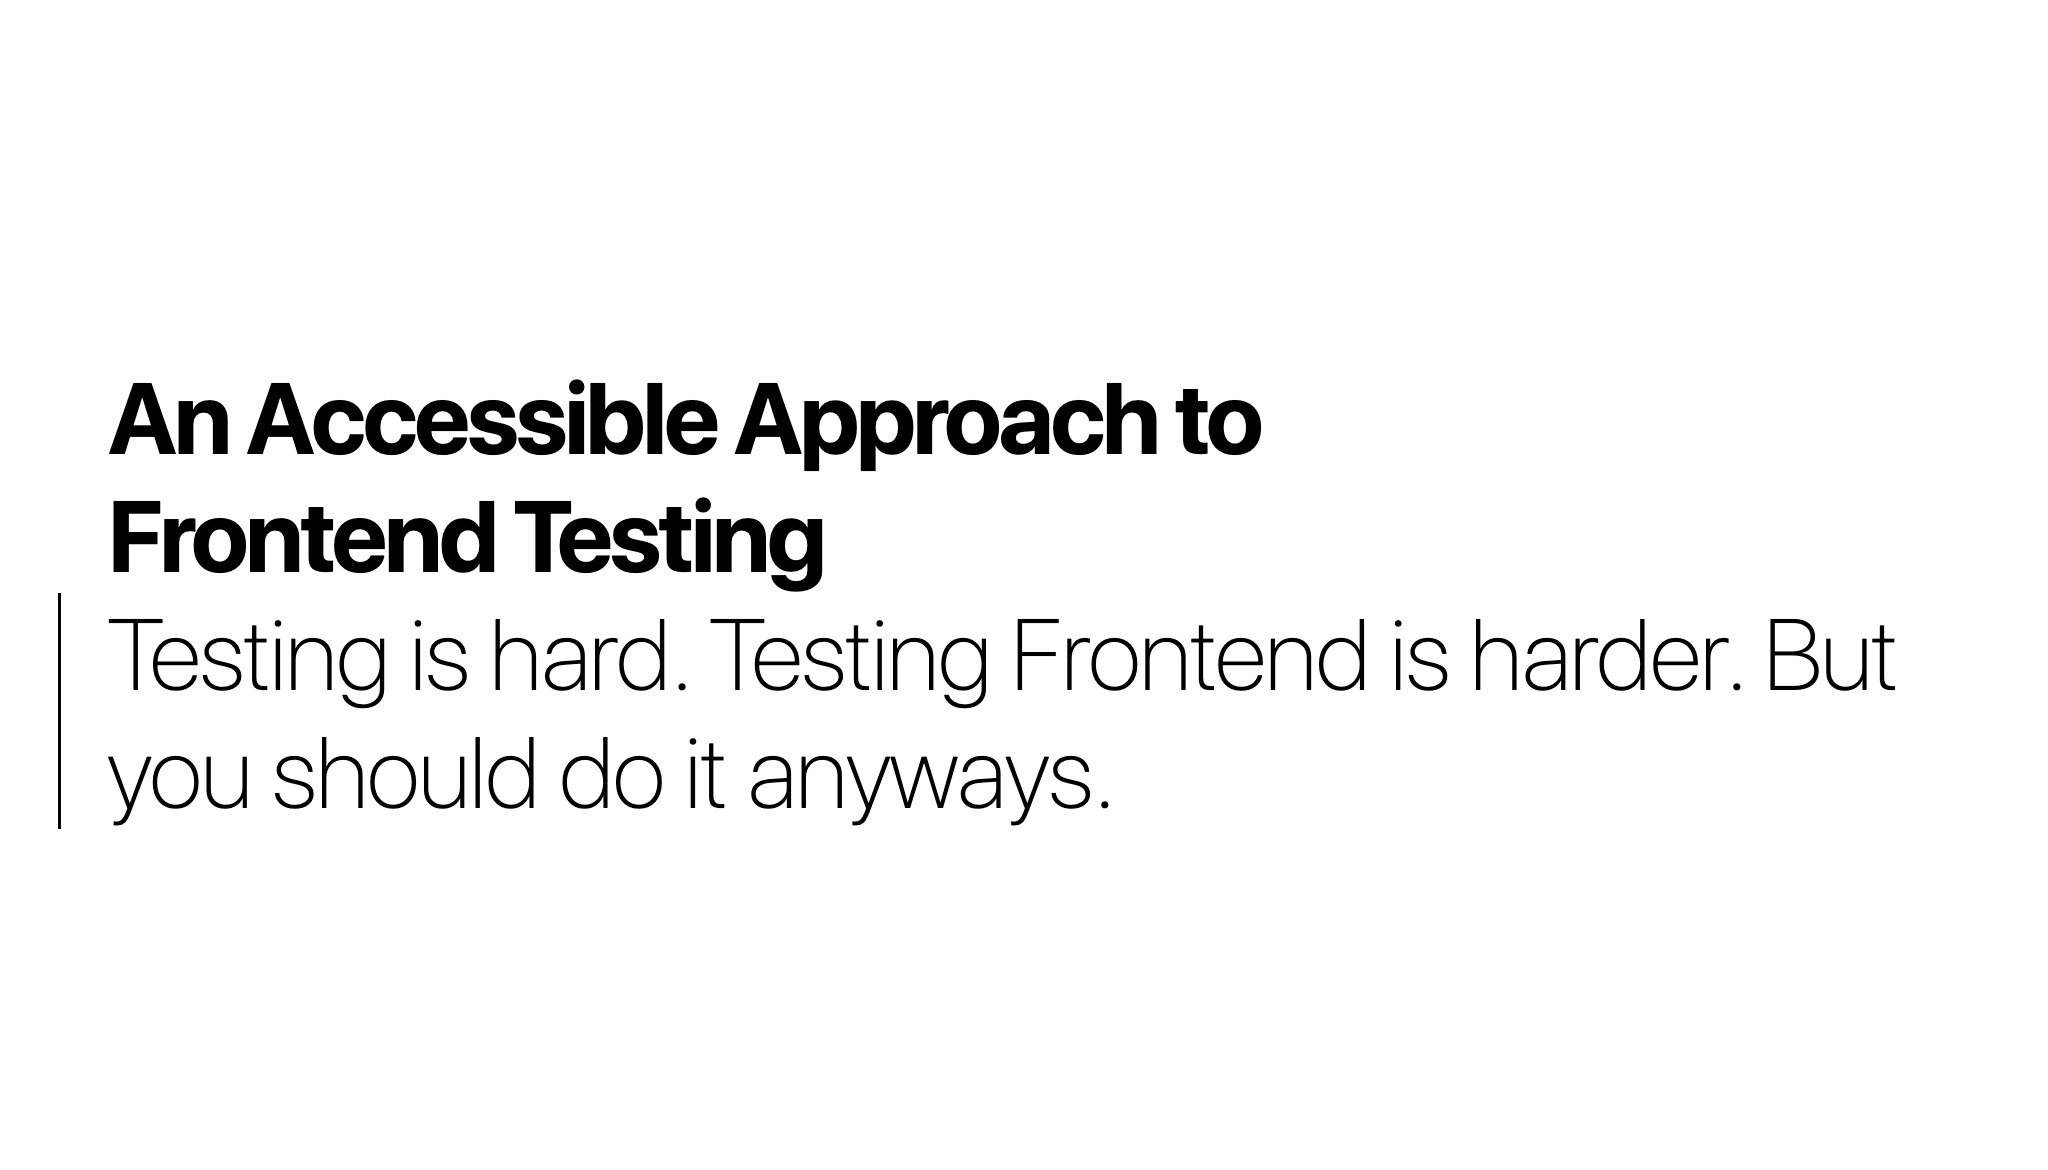 An Accessible Approach to
Frontend Testing
Testing is hard. Testing Frontend is harder. But
you should do it anyways.